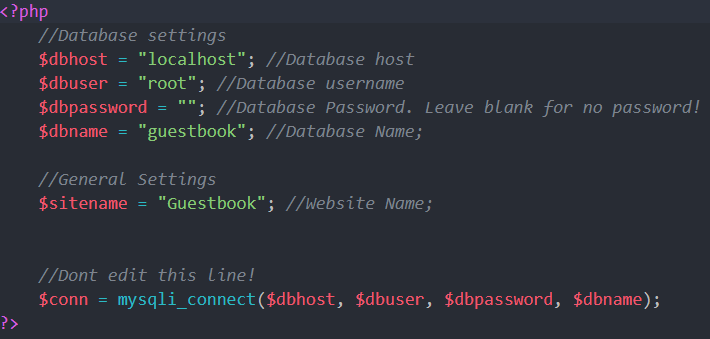 <?php
//Database settings
$dbhost = "localhost"; //Database host
$dbuser = "root"; //Database username
$dbpassword = ""; //Database Password. Leave blank for no password!
$dbname = "guestbook"; //Database Name;
//General Settings
$sitename = "Guestbook"; //Website Name;
//Dont edit this line!
$conn = mysqli_connect($dbhost, $dbuser, $dbpassword, $dbname);
?>